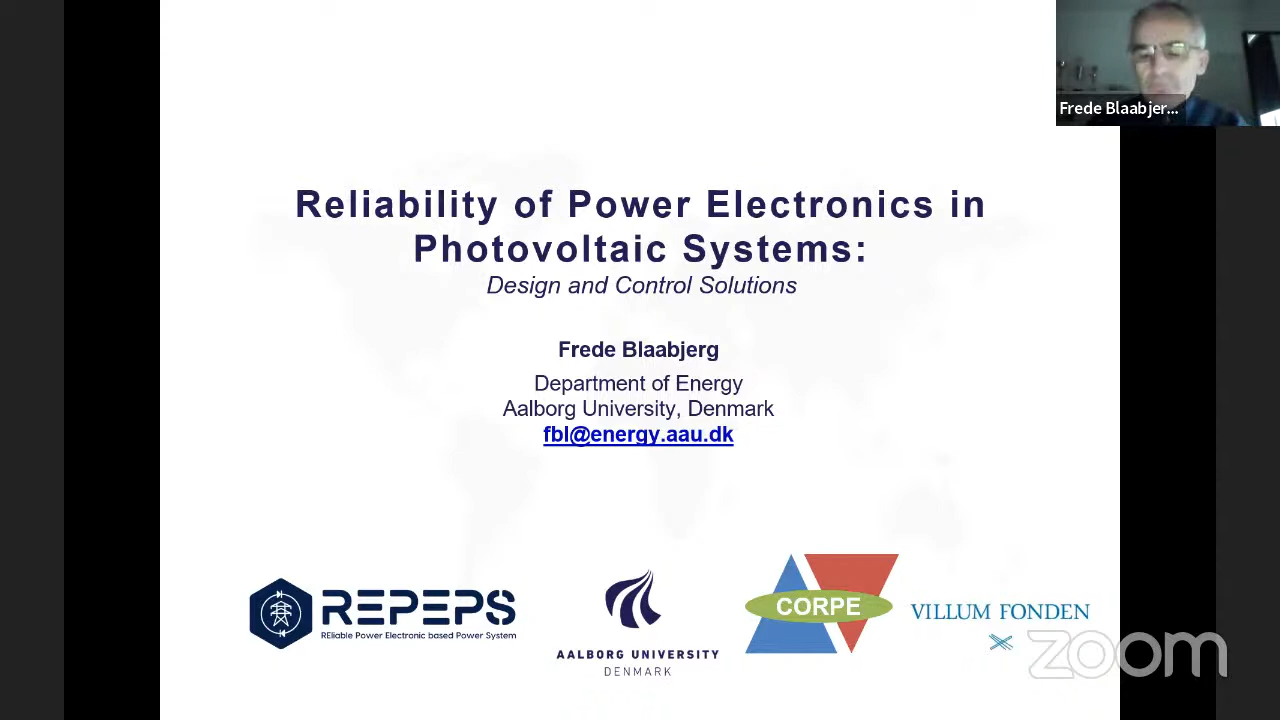 Frede Blaabjer...
Reliability of Power Electronics in
Photovoltaic Systems:
Design and Control Solutions
Frede Blaabjerg
Department of Energy
Aalborg University, Denmark
fbl@energy.aau.dk
REPEPS
REliable Power Electronic based Power System
AALBORG UNIVERSITY
DENMARK
CORPE
VILLUM FONDEN
zoom